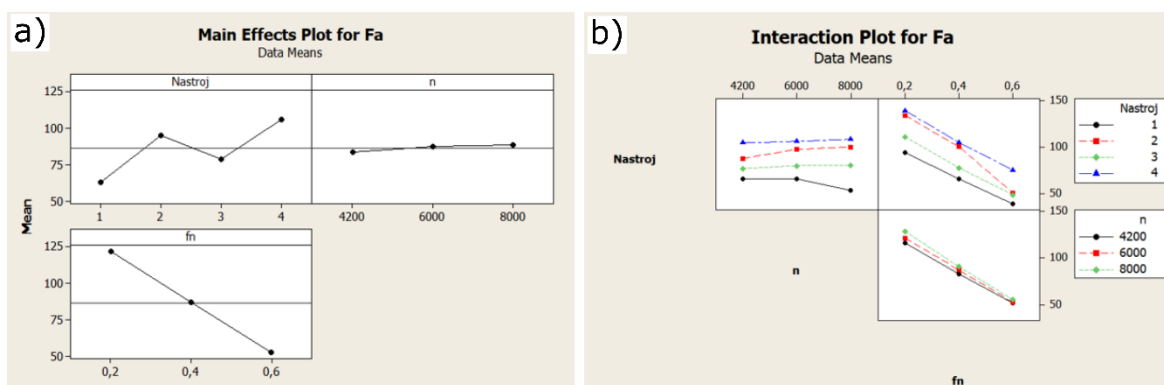 a)
Main Effects Plot for Fa
Data Means
Nastroj
n
125
100
75
50
1 2 3 4
4200 6000 8000
Mean
fn
125
100
75
50
0,2 0,4 0,6
b)
Interaction Plot for Fa
Data Means
4200 6000 8000
0,2 0,4 0,6
Nastroj
150
100
50
Nastroj
1
2
3
4
n
150
100
50
n
4200
6000
8000
fn